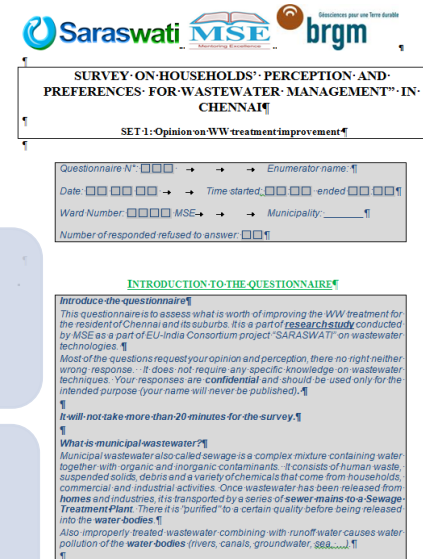 Saraswati
MSE
Mentoring Excellence
Géosciences pour une Terre durable
brgm
SURVEY ON HOUSEHOLDS' PERCEPTION AND
PREFERENCES FOR WASTEWATER MANAGEMENT" IN
CHENNAI¶
SET 1: Opinion on WW treatment improvement¶
Questionnaire N°: → → Enumerator name: ¶
Date: → → Time started: ended ¶
Ward Number: MSE→ → Municipality: _______ ¶
Number of responded refused to answer: ¶
INTRODUCTION TO THE QUESTIONNAIRE¶
Introduce the questionnaire¶
This questionnaire is to assess what is worth of improving the WW treatment for
the resident of Chennai and its suburbs. It is a part of research study conducted
by MSE as a part of EU-India Consortium project "SARASWATI" on wastewater
technologies. ¶
Most of the questions request your opinion and perception, there no right neither
wrong response. It does not require any specific knowledge on wastewater
techniques. Your responses are confidential and should be used only for the
intended purpose (your name will never be published). ¶
¶
It will not take more than 20 minutes for the survey.¶
¶
What is municipal wastewater?¶
Municipal wastewater also called sewage is a complex mixture containing water
together with organic and inorganic contaminants. It consists of human waste,
suspended solids, debris and a variety of chemicals that come from households,
commercial and industrial activities. Once wastewater has been released from
homes and industries, it is transported by a series of sewer mains to a Sewage
Treatment Plant. There it is "purified" to a certain quality before being released
into the water bodies.¶
Also improperly treated wastewater combining with runoff causes water
pollution of the water bodies (rivers, canals, groundwater, sea, ...) ¶
¶